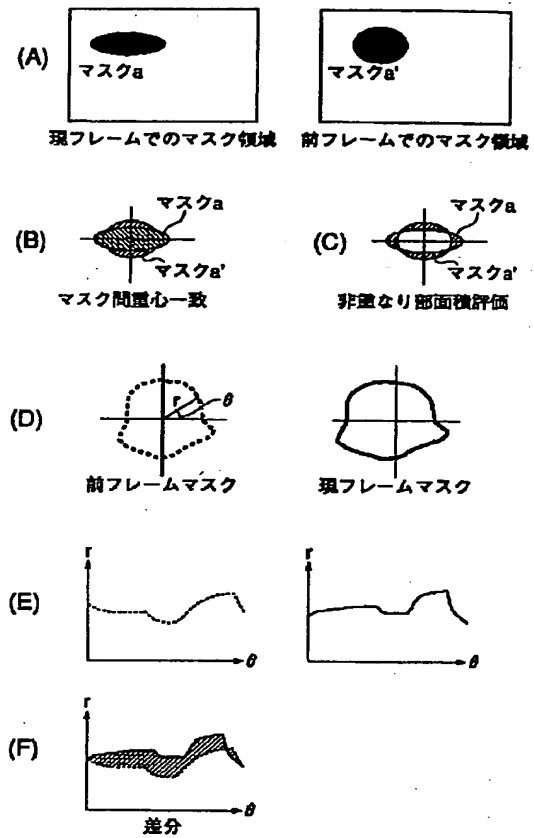 (A)
マスクa
マスクa'
現フレームでのマスク領域
前フレームでのマスク領域
(B)
マスクa
マスクa'
マスク間重心一致
(C)
マスクa
マスクa'
非重なり部面積評価
(D)
r
θ
前フレームマスク
現フレームマスク
(E)
r
θ
r
θ
(F)
r
θ
差分